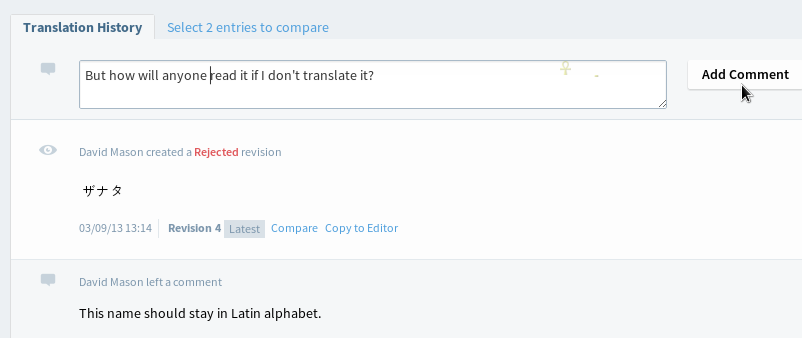 Translation History Select 2 entries to compare
But how will anyone read it if I don't translate it?
Add Comment
David Mason created a Rejected revision
ザナタ
03/09/13 13:14 Revision 4 Latest Compare Copy to Editor
David Mason left a comment
This name should stay in Latin alphabet.